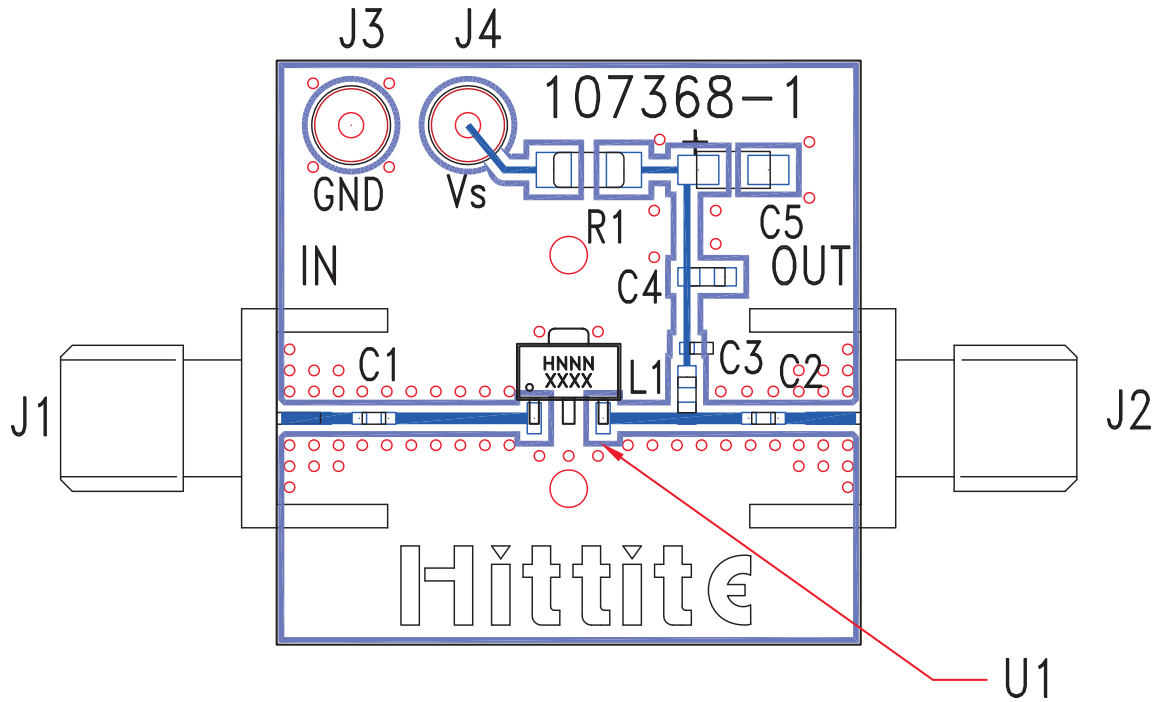 J3 J4
107368-1
+
GND Vs
R1 C5
IN OUT
C4
HNNN
XXXX
C1 L1 C3 C2
J1 J2
Hittite
U1